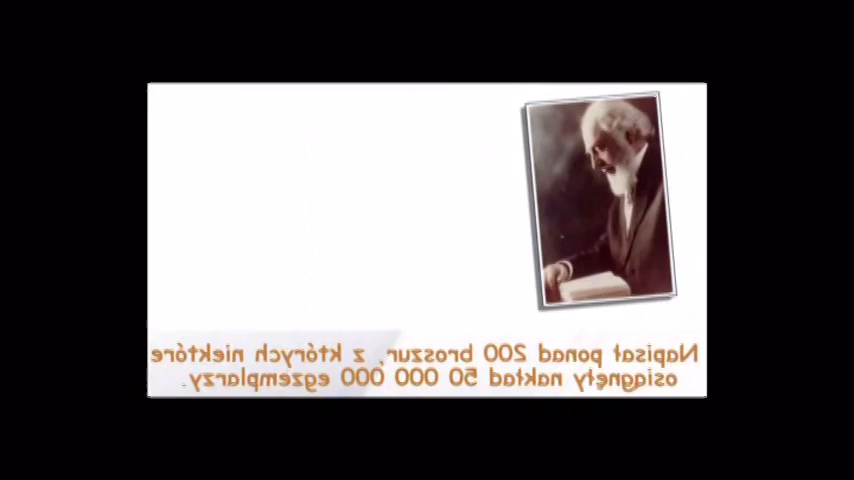 Napisał ponad 200 broszur, z których niektóre
osiągnęły nakład 50 000 000 egzemplarzy.